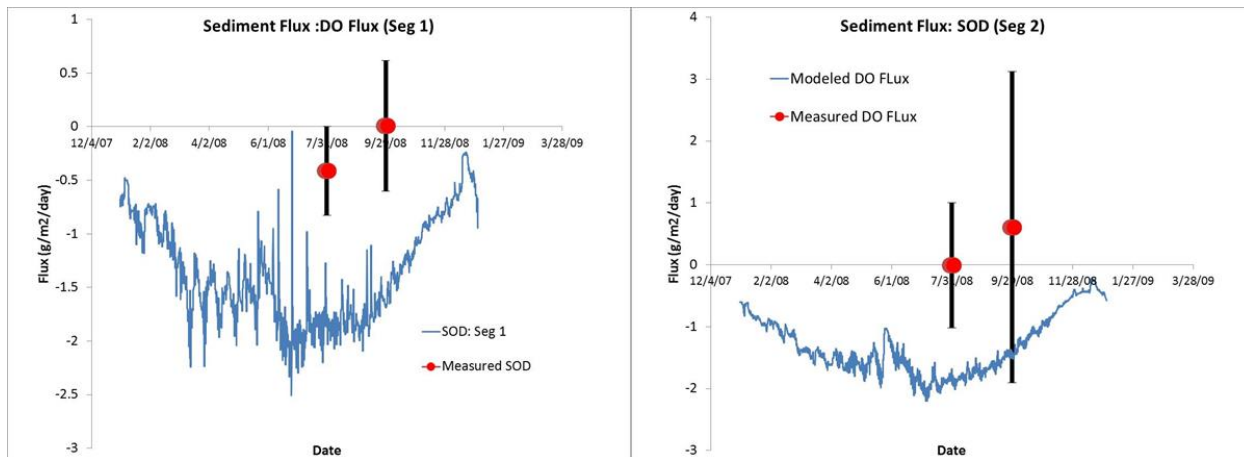 Sediment Flux :DO Flux (Seg 1)
1
0.5
0
-0.5
-1
-1.5
-2
-2.5
-3
Flux (g/m2/day)
12/4/07 2/2/08 4/2/08 6/1/08 7/31/08 9/29/08 11/28/08 1/27/09 3/28/09
SOD: Seg 1
Measured SOD
Date
Sediment Flux: SOD (Seg 2)
4
3
2
1
0
-1
-2
-3
Flux (g/m2/day)
Modeled DO FLux
Measured DO FLux
12/4/07 2/2/08 4/2/08 6/1/08 7/31/08 9/29/08 11/28/08 1/27/09 3/28/09
Date